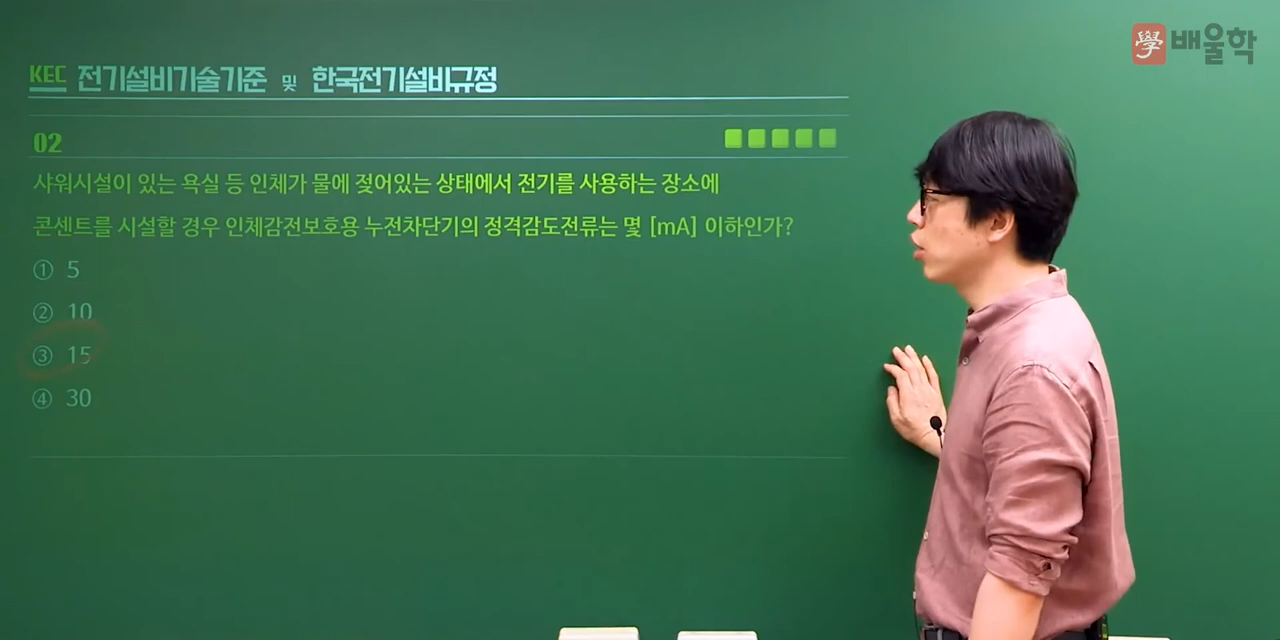 學 배울학
KEC 전기설비기술기준 및 한국전기설비규정
02
샤워시설이 있는 욕실 등 인체가 물에 젖어있는 상태에서 전기를 사용하는 장소에
콘센트를 시설할 경우 인체감전보호용 누전차단기의 정격감도전류는 몇 [mA] 이하인가?
① 5
② 10
③ 15
④ 30